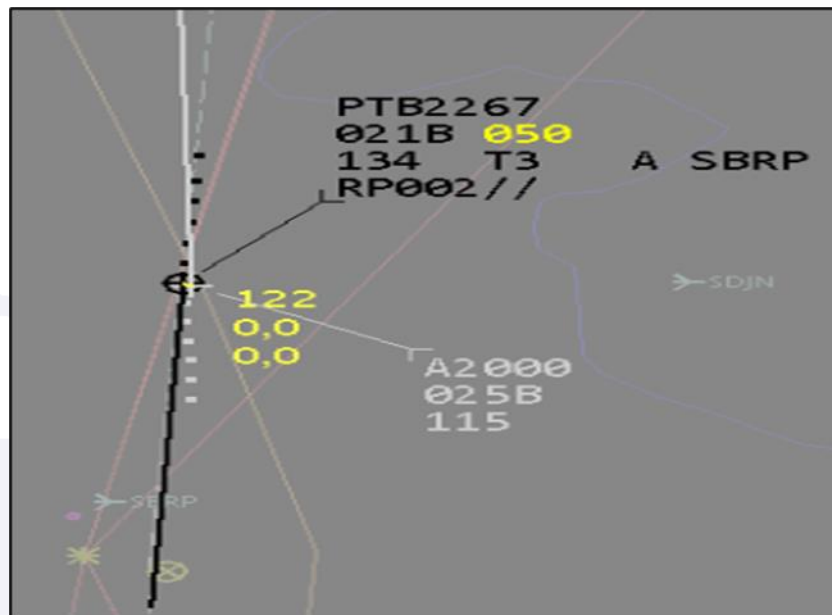 PTB2267
021B 050
134 T3 A SBRP
RP002//
SDJN
122
0,0
0,0
A2000
025B
115
SBRP